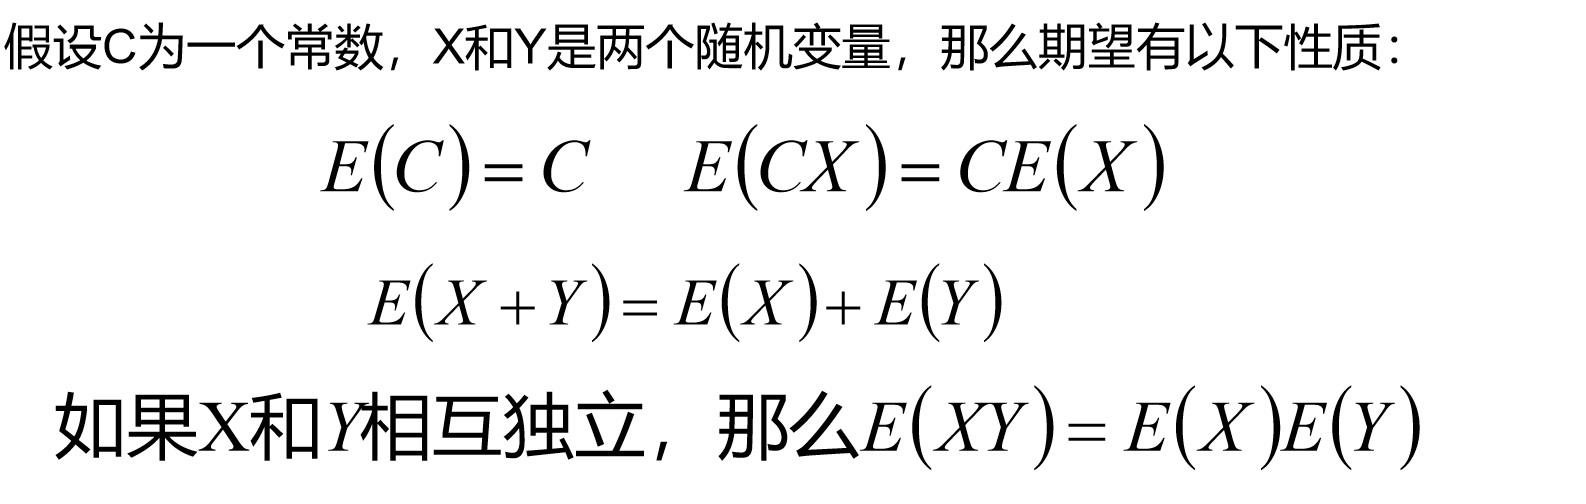 假设C为一个常数，X和Y是两个随机变量，那么期望有以下性质：
E(C)=C E(CX)=CE(X)
E(X+Y)=E(X)+E(Y)
如果X和Y相互独立，那么E(XY)=E(X)E(Y)